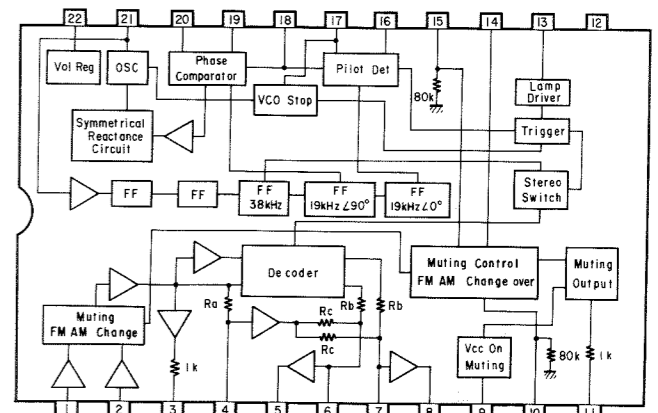 22 21 20 19 18 17 16 15 14 13 12
Vol Reg
OSC
Phase
Comparator
Pilot Det
80k
Lamp
Driver
VCO Stop
Symmetrical
Reactance
Circuit
Trigger
FF
FF
FF
38kHz
FF
19kHz∠90°
FF
19kHz∠0°
Stereo
Switch
Decoder
Muting Control
FM AM Change over
Muting
Output
Ra
Rb
Rb
Rc
Rc
Muting
FM AM Change
1k
Vcc On
Muting
80k
1k
1 2 3 4 5 6 7 8 9 10 11